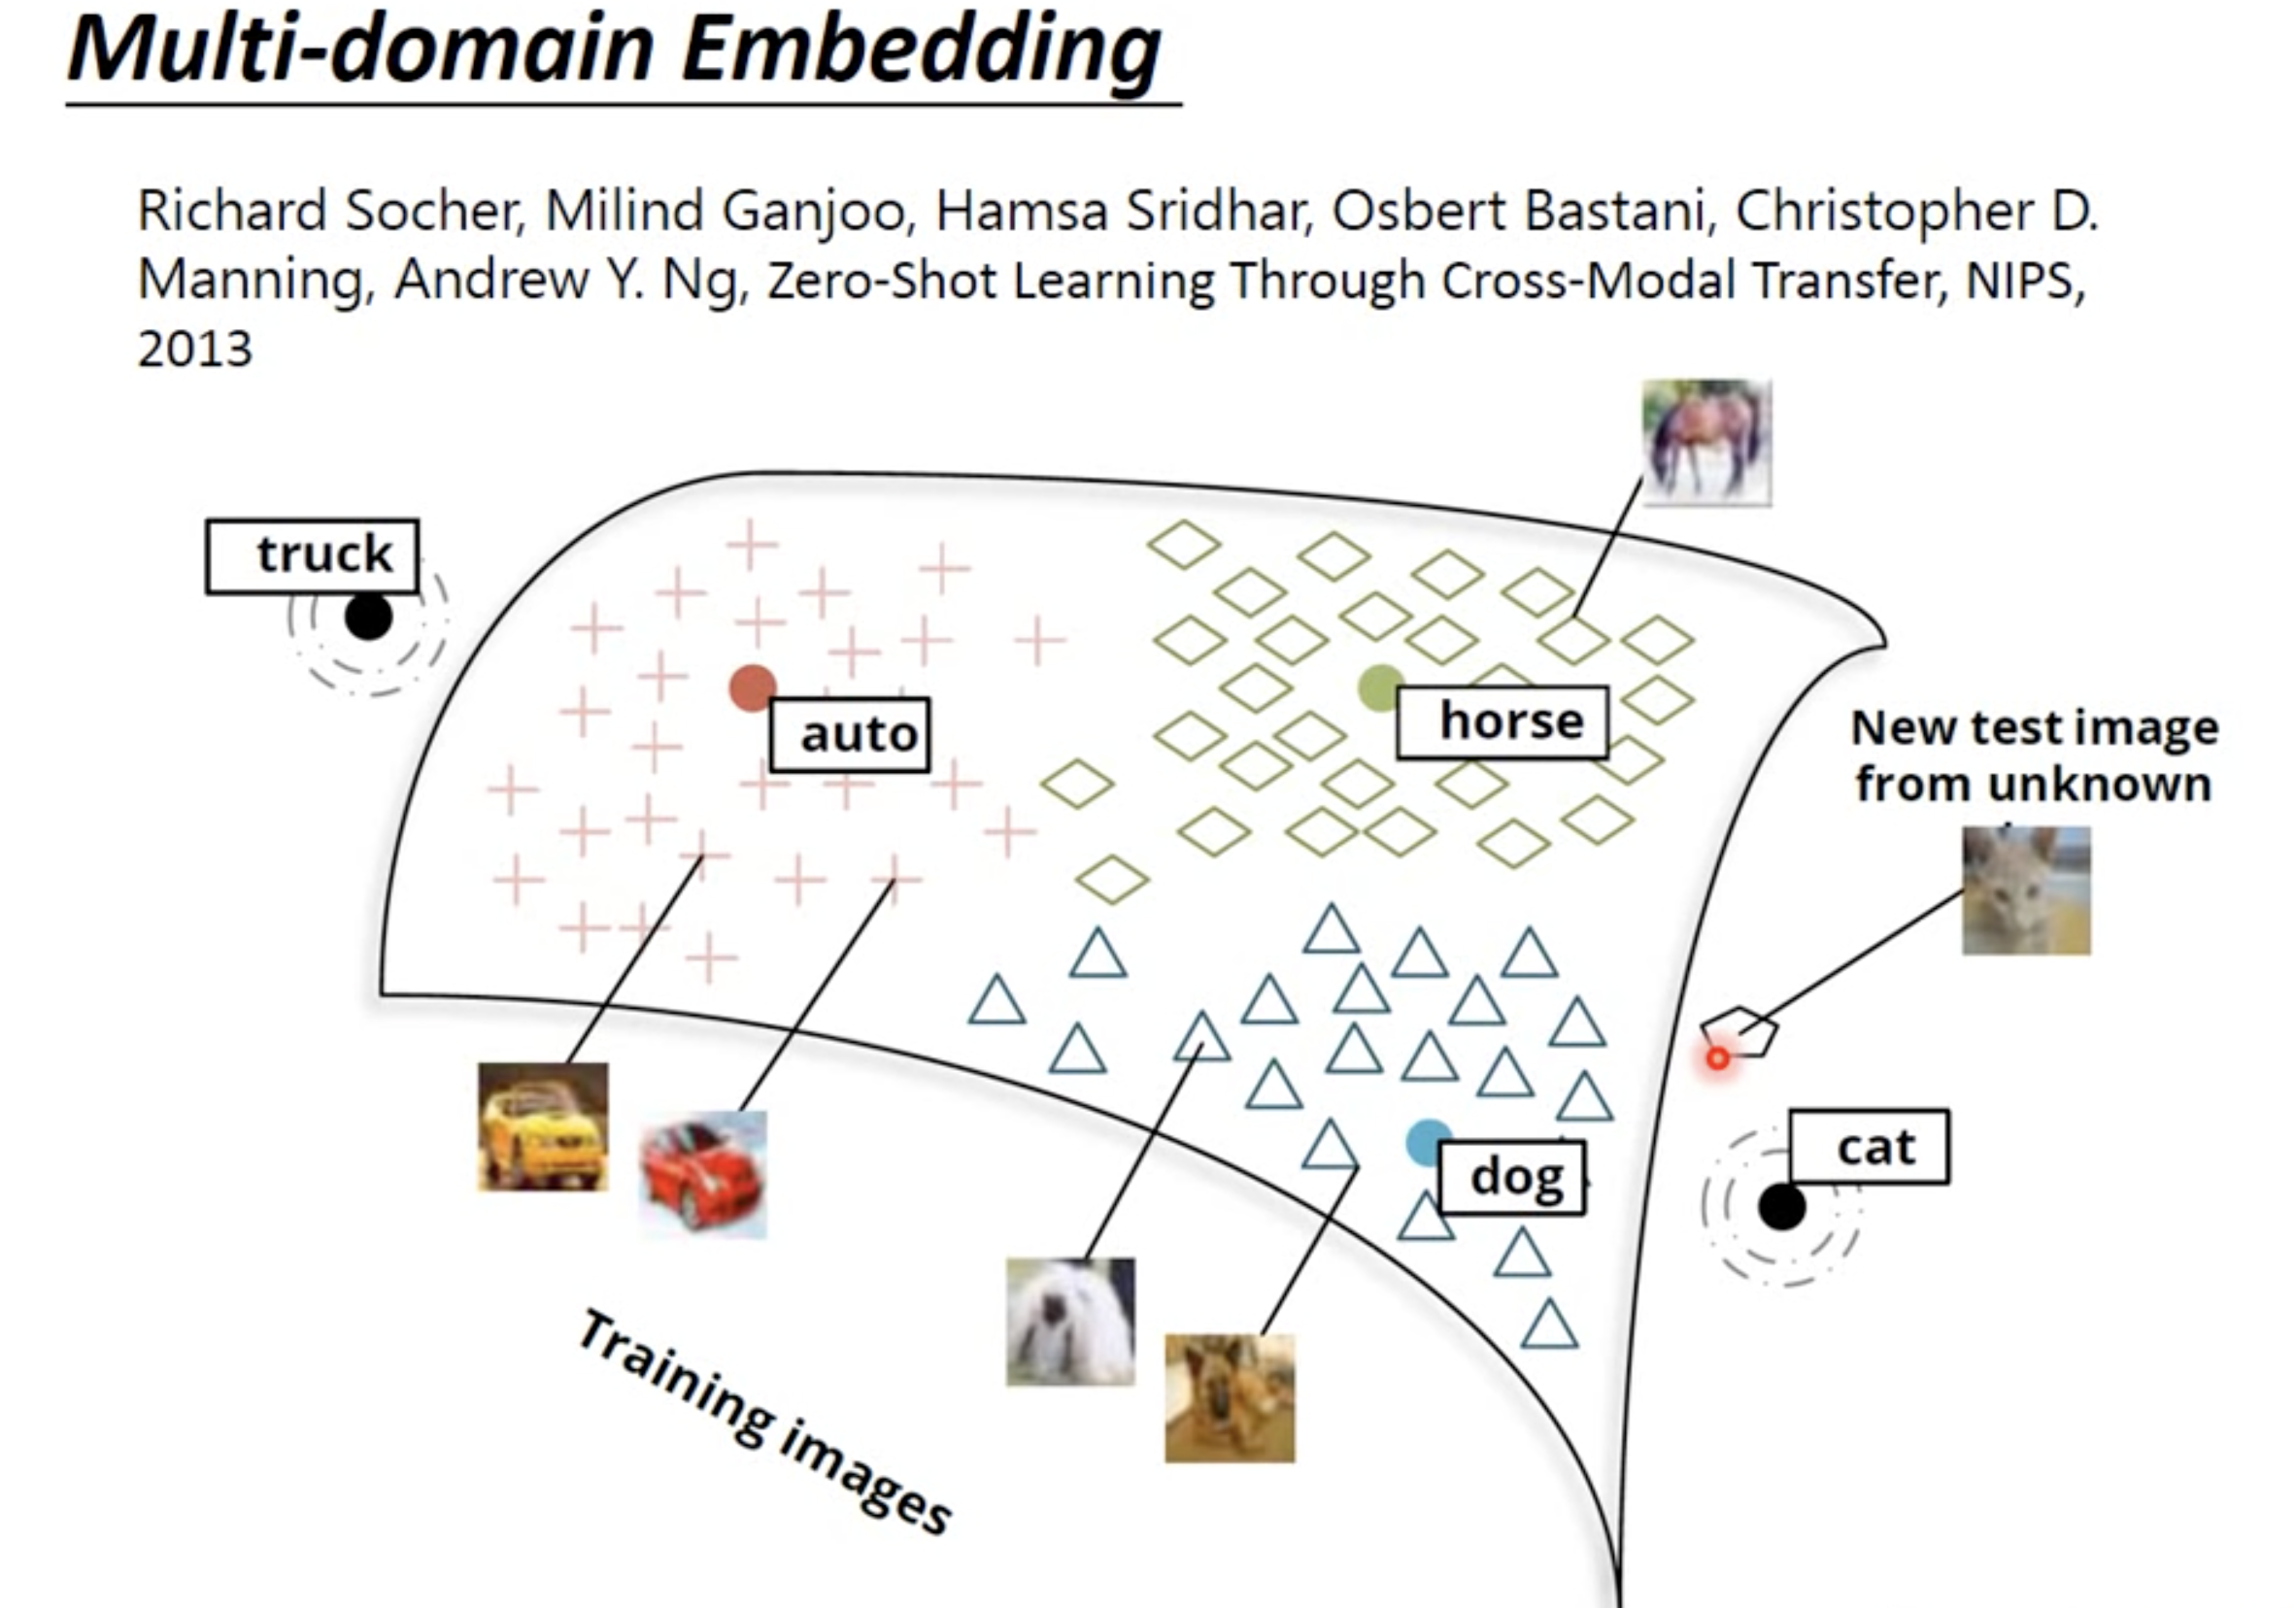 Multi-domain Embedding
Richard Socher, Milind Ganjoo, Hamsa Sridhar, Osbert Bastani, Christopher D.
Manning, Andrew Y. Ng, Zero-Shot Learning Through Cross-Modal Transfer, NIPS,
2013
truck
auto
horse
New test image
from unknown
cat
dog
Training images